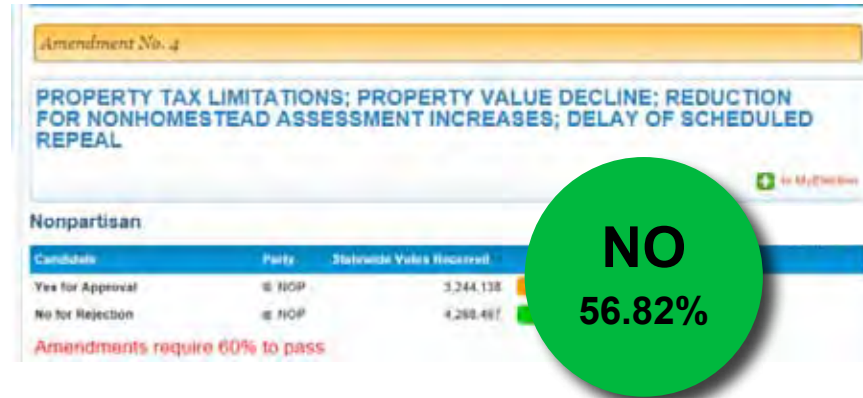 Amendment No. 4
PROPERTY TAX LIMITATIONS; PROPERTY VALUE DECLINE; REDUCTION
FOR NONHOMESTEAD ASSESSMENT INCREASES; DELAY OF SCHEDULED
REPEAL
Nonpartisan
Candidate Party Statewide Votes Received
Yes for Approval NOP 3,244,138
No for Rejection NOP 4,268,467
Amendments require 60% to pass
NO
56.82%